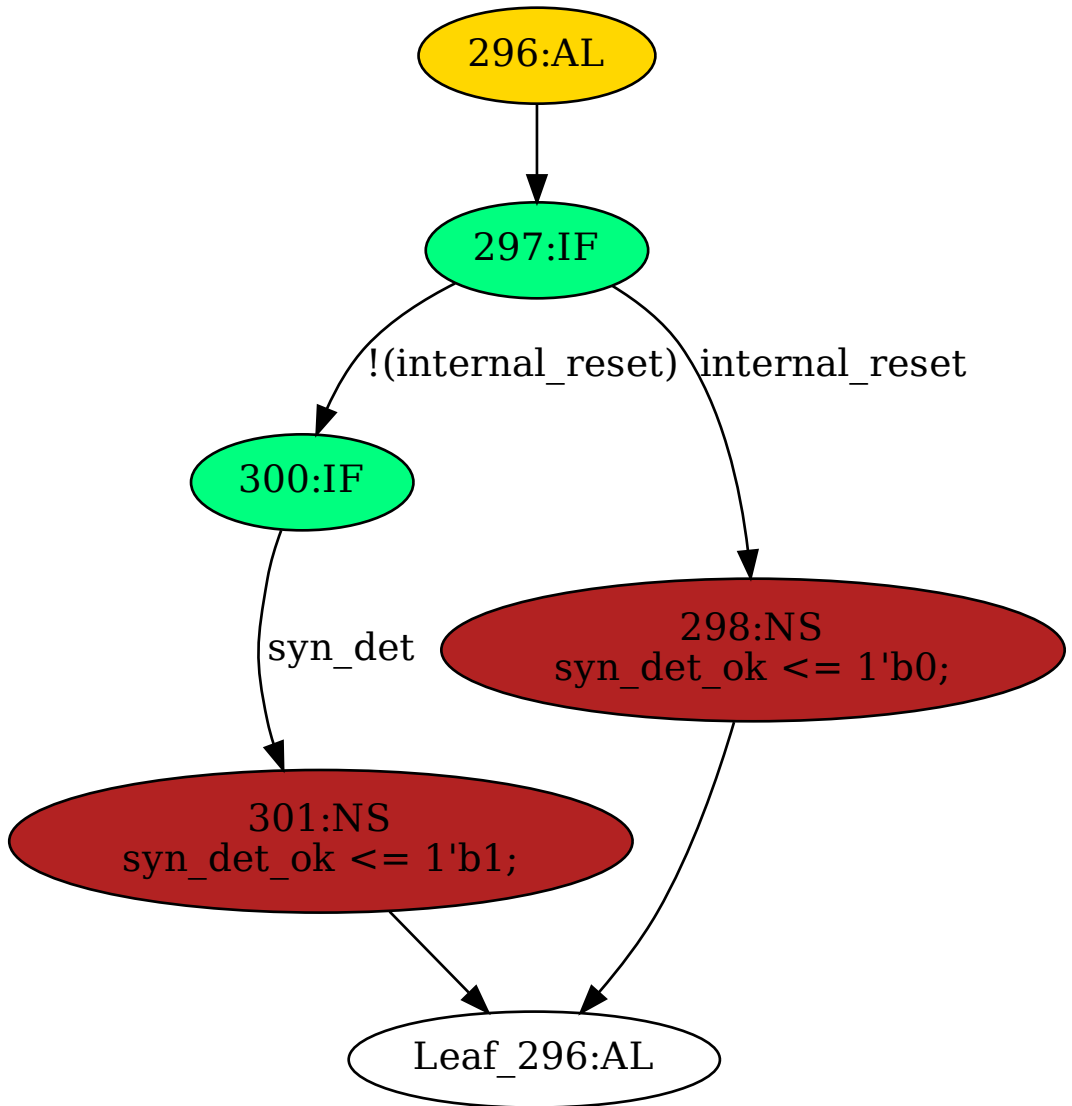 296:AL
297:IF
!(internal_reset)
internal_reset
300:IF
syn_det
298:NS
syn_det_ok <= 1'b0;
301:NS
syn_det_ok <= 1'b1;
Leaf_296:AL